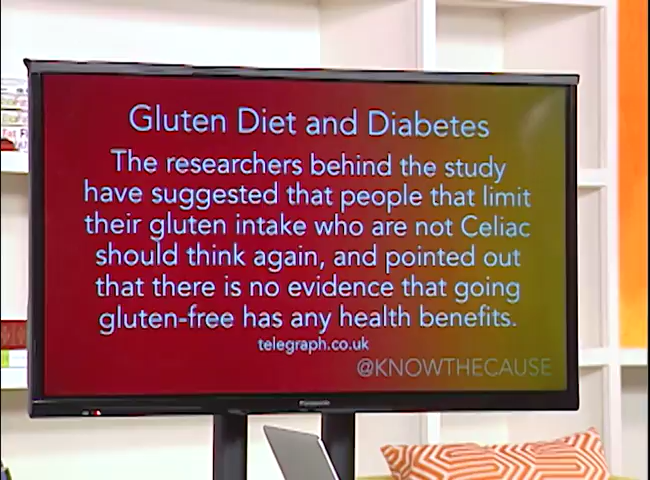 Gluten Diet and Diabetes
The researchers behind the study
have suggested that people that limit
their gluten intake who are not Celiac
should think again, and pointed out
that there is no evidence that going
gluten-free has any health benefits.
telegraph.co.uk
@KNOWTHECAUSE
Panasonic